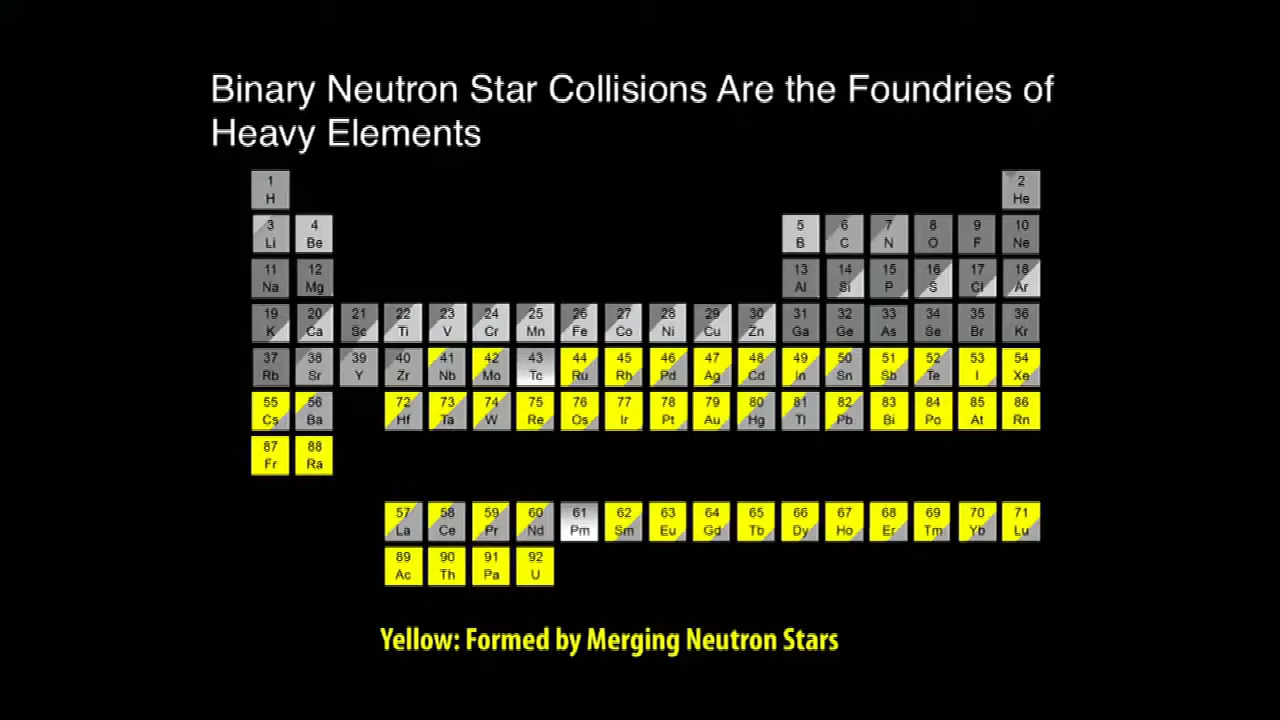 Binary Neutron Star Collisions Are the Foundries of
Heavy Elements
1 2
H He
3 4 5 6 7 8 9 10
Li Be B C N O F Ne
11 12 13 14 15 16 17 18
Na Mg Al Si P S Cl Ar
19 20 21 22 23 24 25 26 27 28 29 30 31 32 33 34 35 36
K Ca Sc Ti V Cr Mn Fe Co Ni Cu Zn Ga Ge As Se Br Kr
37 38 39 40 41 42 43 44 45 46 47 48 49 50 51 52 53 54
Rb Sr Y Zr Nb Mo Tc Ru Rh Pd Ag Cd In Sn Sb Te I Xe
55 56 72 73 74 75 76 77 78 79 80 81 82 83 84 85 86
Cs Ba Hf Ta W Re Os Ir Pt Au Hg Tl Pb Bi Po At Rn
87 88
Fr Ra
57 58 59 60 61 62 63 64 65 66 67 68 69 70 71
La Ce Pr Nd Pm Sm Eu Gd Tb Dy Ho Er Tm Yb Lu
89 90 91 92
Ac Th Pa U
Yellow: Formed by Merging Neutron Stars